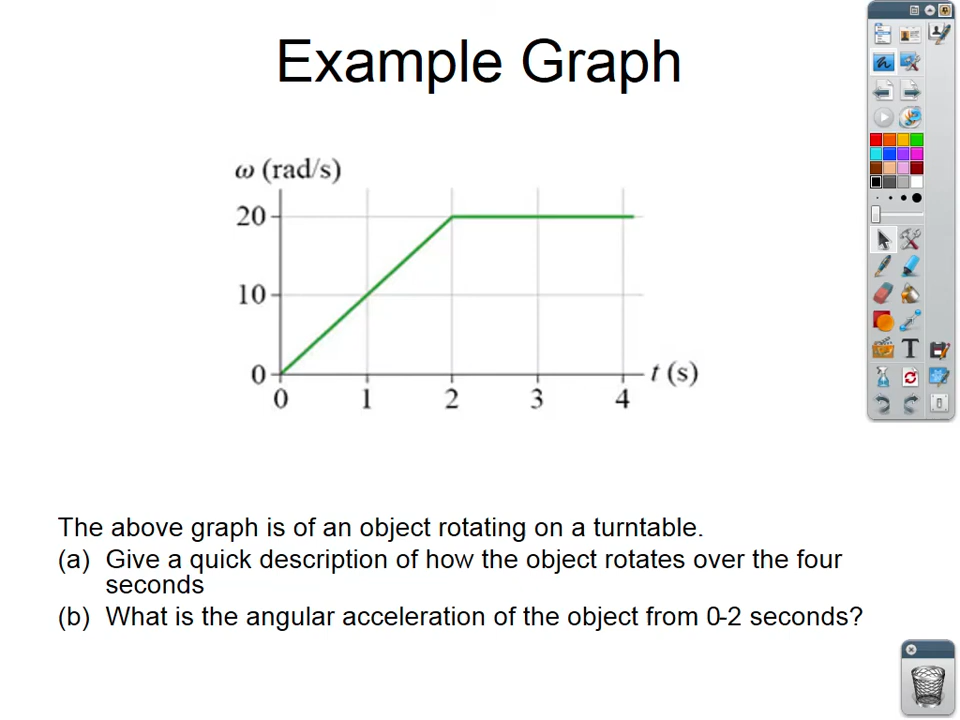 Example Graph
ω (rad/s)
20
10
0
0 1 2 3 4
t (s)
The above graph is of an object rotating on a turntable.
(a) Give a quick description of how the object rotates over the four
seconds
(b) What is the angular acceleration of the object from 0-2 seconds?
T